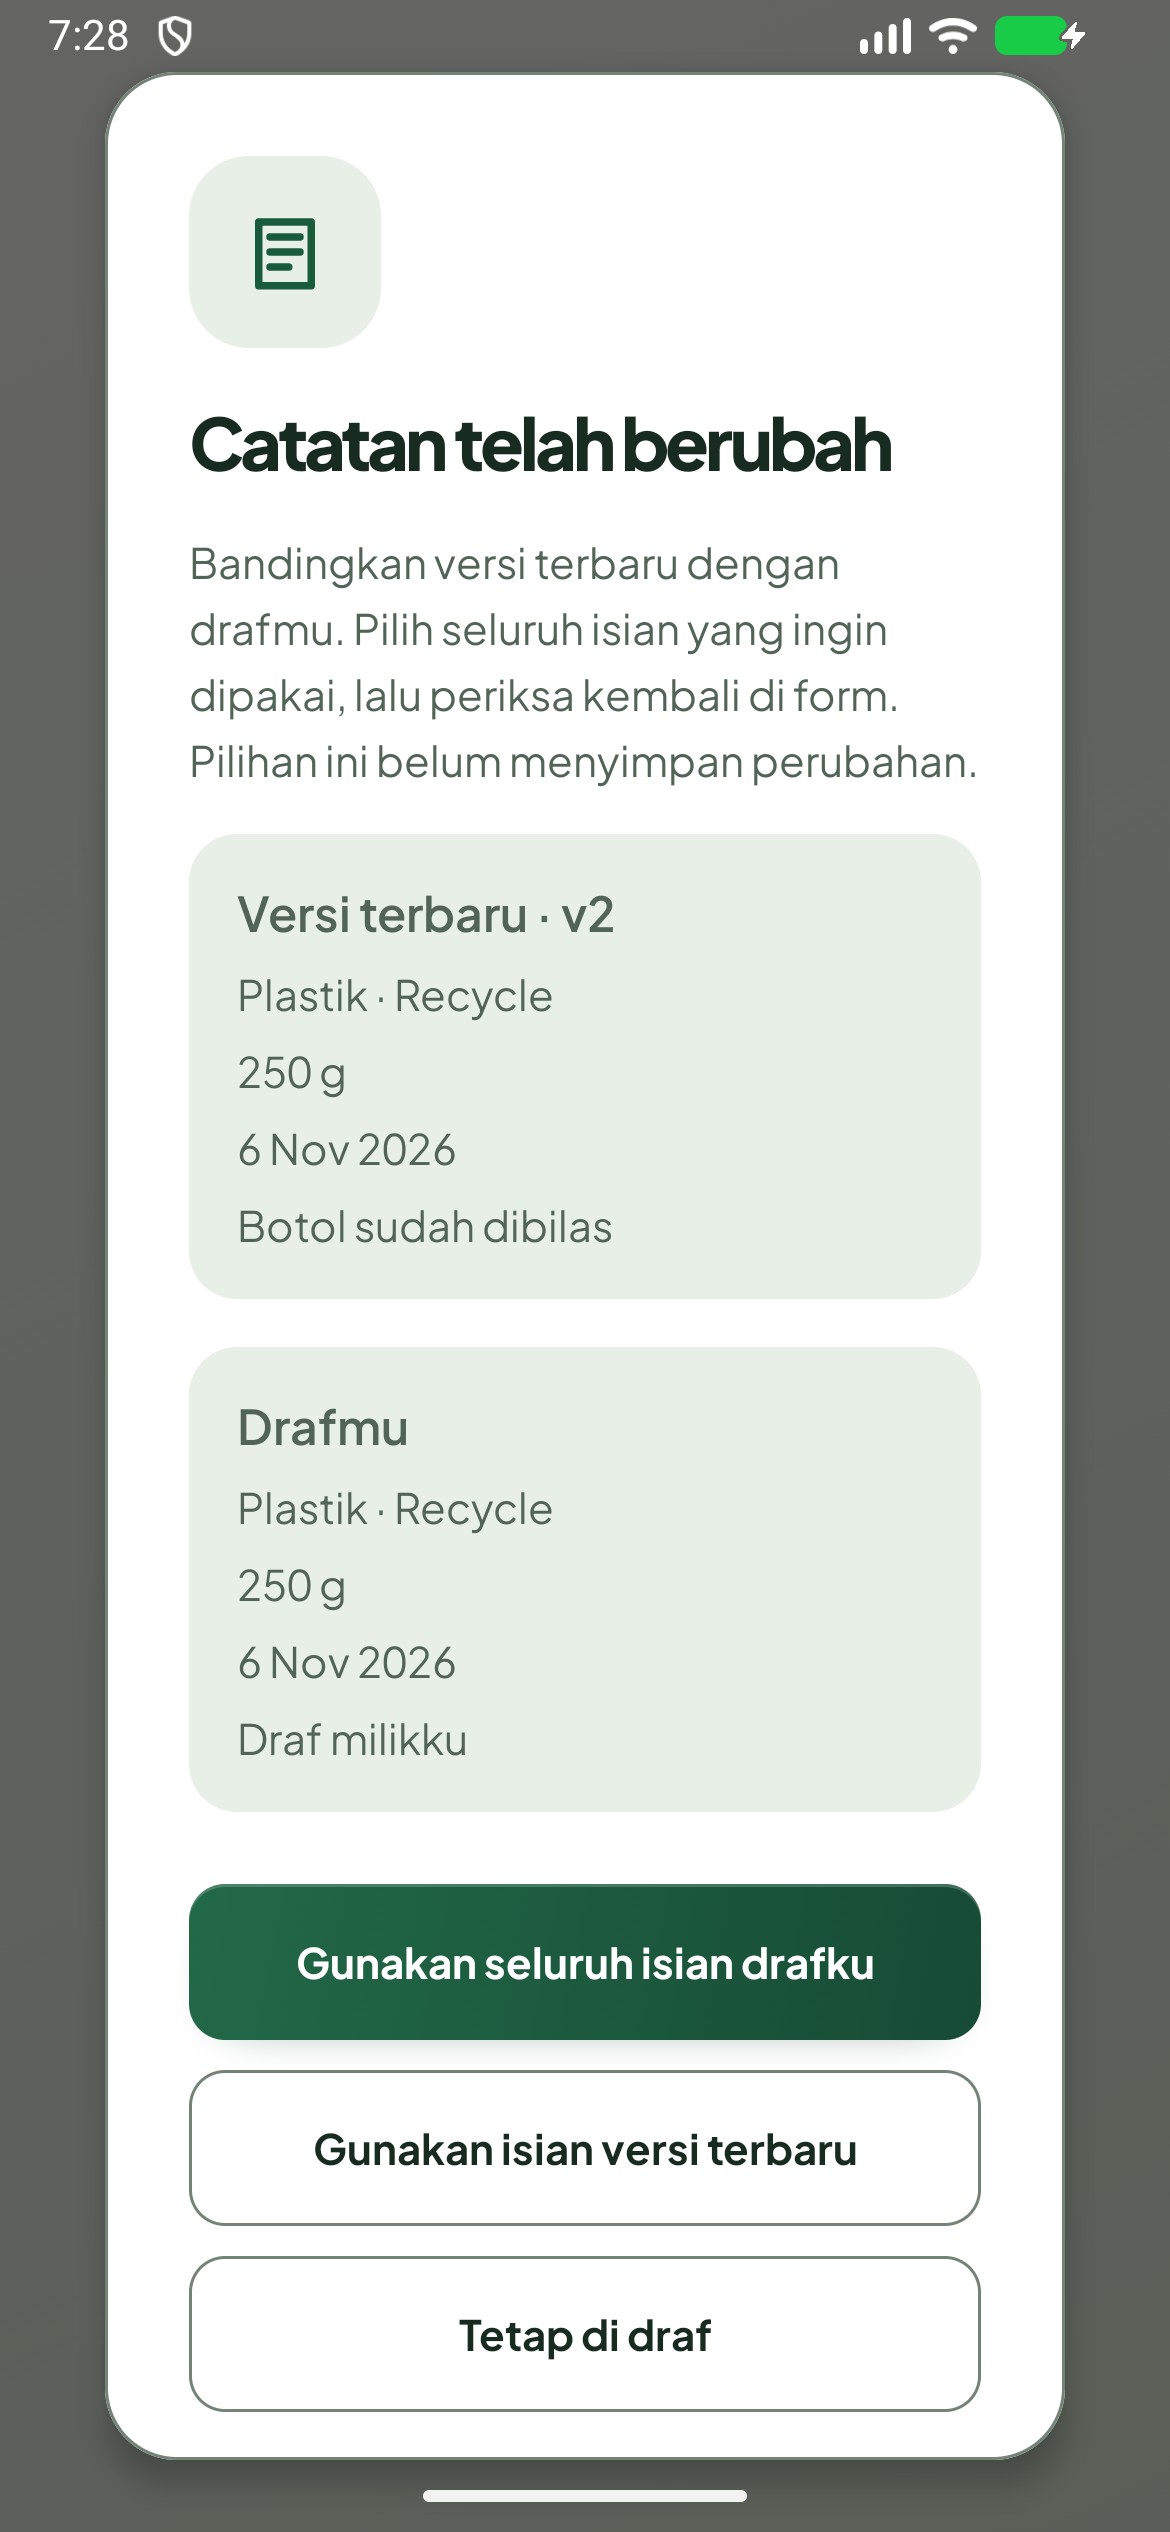 7:28
Catatan telah berubah
Bandingkan versi terbaru dengan
drafmu. Pilih seluruh isian yang ingin
dipakai, lalu periksa kembali di form.
Pilihan ini belum menyimpan perubahan.
Versi terbaru · v2
Plastik · Recycle
250 g
6 Nov 2026
Botol sudah dibilas
Drafmu
Plastik · Recycle
250 g
6 Nov 2026
Draf milikku
Gunakan seluruh isian drafku
Gunakan isian versi terbaru
Tetap di draf